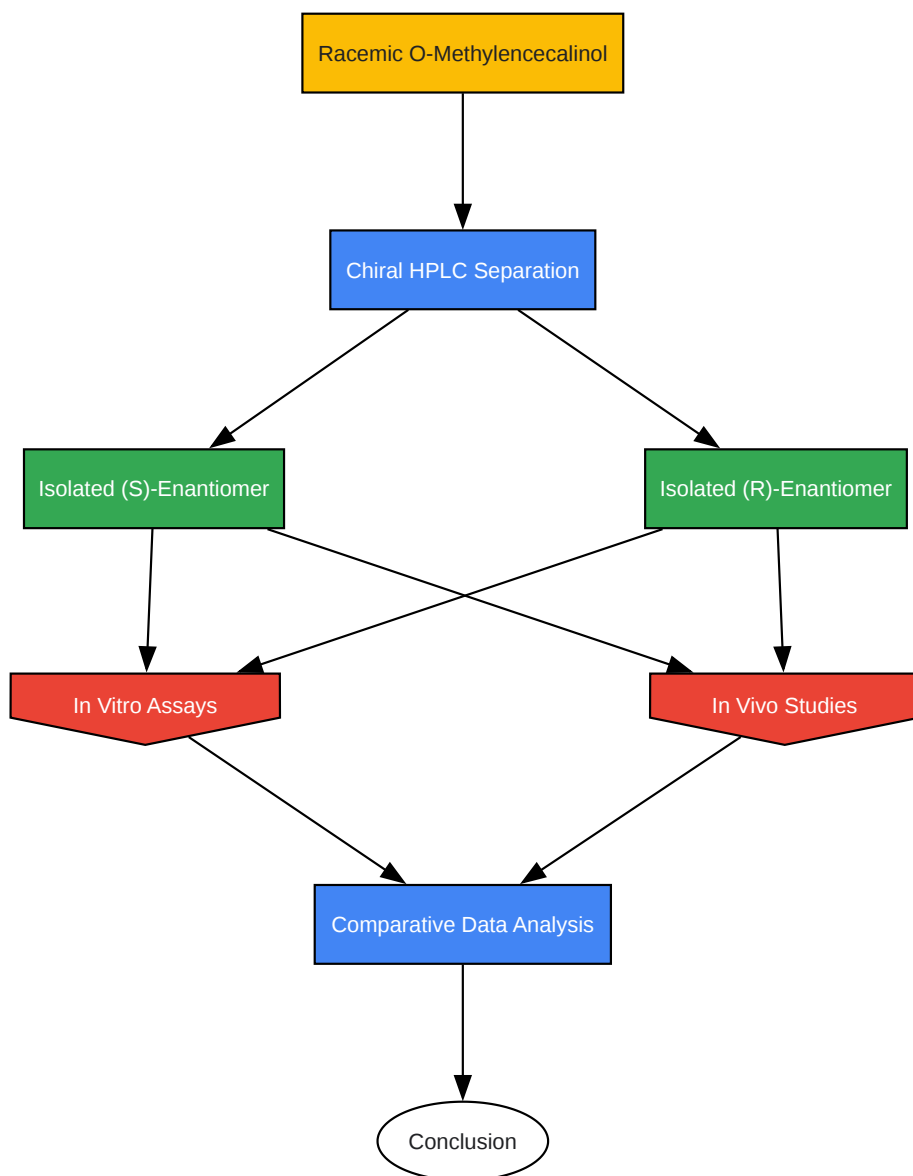 Racemic O-Methylencecalinol
Chiral HPLC Separation
Isolated (S)-Enantiomer
Isolated (R)-Enantiomer
In Vitro Assays
In Vivo Studies
Comparative Data Analysis
Conclusion